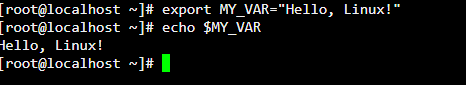 [root@localhost ~]# export MY_VAR="Hello, Linux!"
[root@localhost ~]# echo $MY_VAR
Hello, Linux!
[root@localhost ~]#